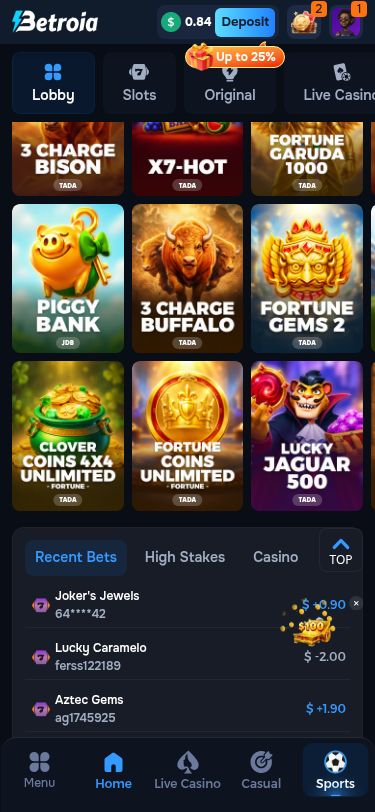 Betroia
$ 0.84 Deposit
2
1
Up to 25%
Lobby
Slots
Original
Live Casino
3 CHARGE
BISON
TADA
X7-HOT
TADA
FORTUNE
GARUDA
1000
TADA
PIGGY
BANK
JDB
3 CHARGE
BUFFALO
TADA
FORTUNE
GEMS 2
TADA
CLOVER
COINS 4X4
UNLIMITED
- FORTUNE -
TADA
FORTUNE
COINS
UNLIMITED
- FORTUNE -
TADA
LUCKY
JAGUAR
500
TADA
Recent Bets
High Stakes
Casino
TOP
Joker's Jewels
64****42
$100
Lucky Caramelo
ferss122189
$ -2.00
Aztec Gems
ag1745925
$ +1.90
Menu
Home
Live Casino
Casual
Sports